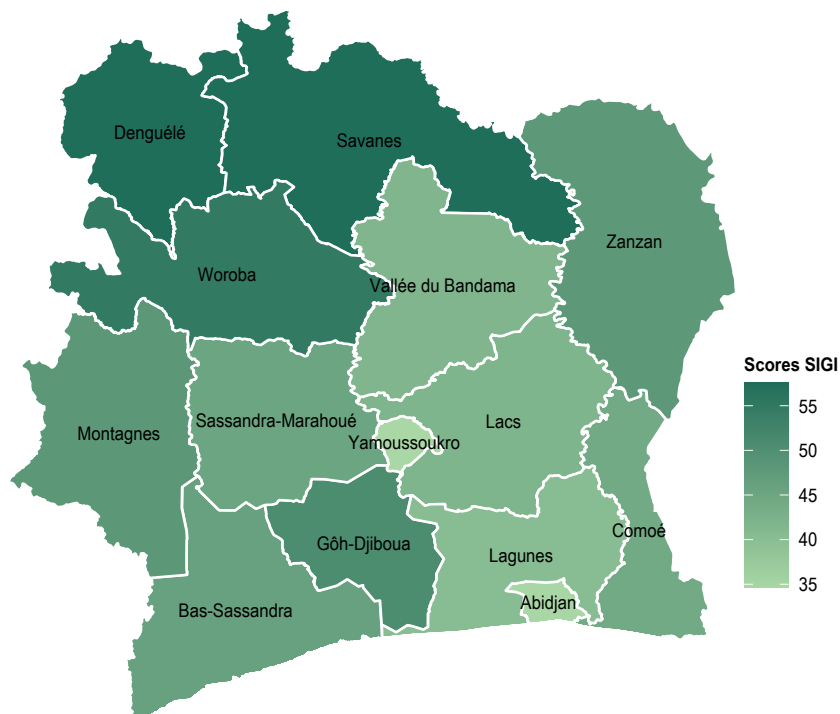 Denguélé
Savanes
Zanzan
Woroba
Vallée du Bandama
Scores SIGI
55
50
45
40
35
Sassandra-Marahoué
Lacs
Montagnes
Yamoussoukro
Comoé
Gôh-Djiboua
Lagunes
Abidjan
Bas-Sassandra